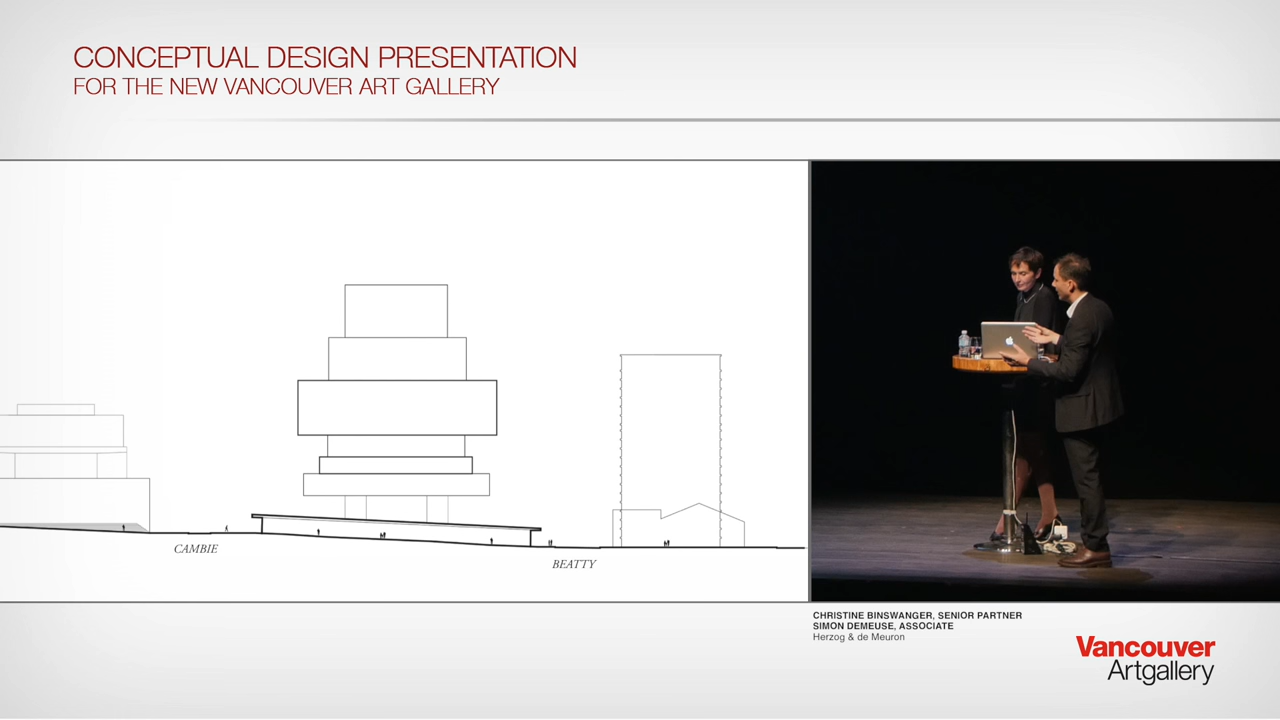 CONCEPTUAL DESIGN PRESENTATION
FOR THE NEW VANCOUVER ART GALLERY
CAMBIE
BEATTY
CHRISTINE BINSWANGER, SENIOR PARTNER
SIMON DEMEUSE, ASSOCIATE
Herzog & de Meuron
Vancouver
Artgallery